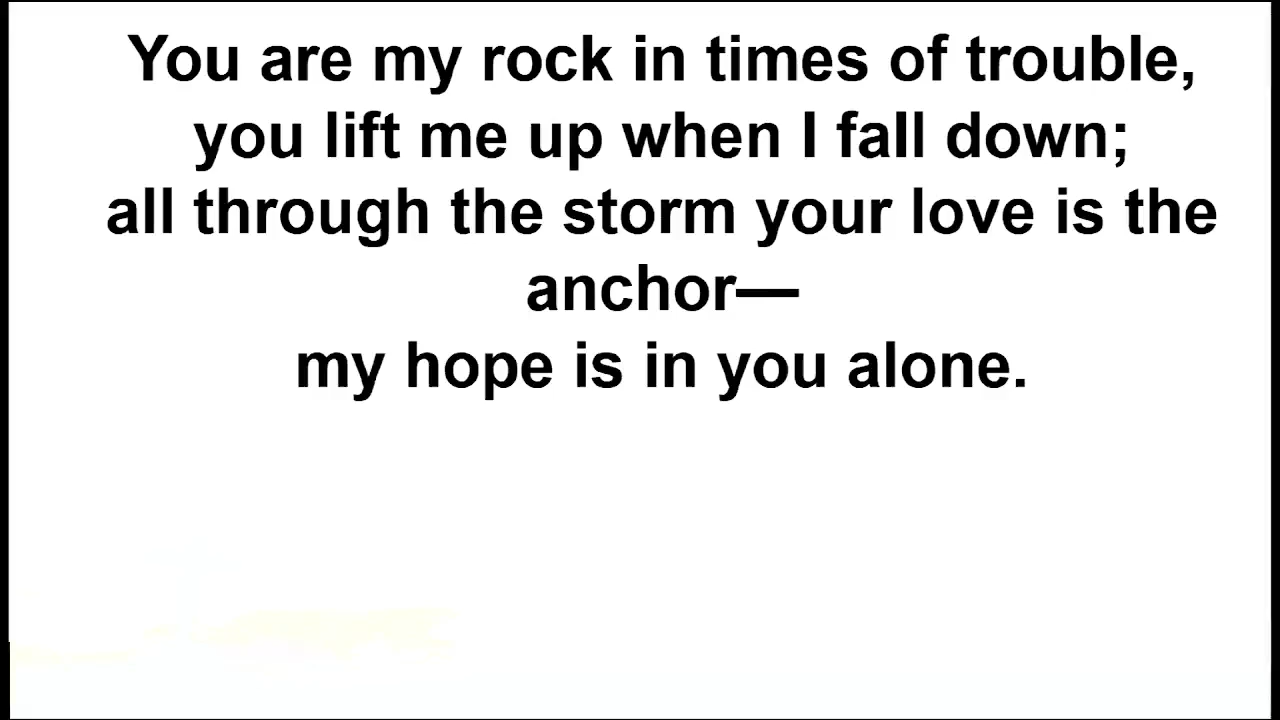 You are my rock in times of trouble,
you lift me up when I fall down;
all through the storm your love is the
anchor—
my hope is in you alone.